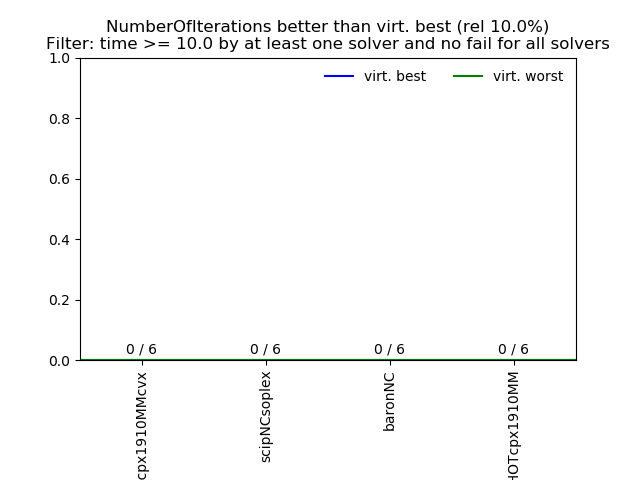 NumberOfIterations better than virt. best (rel 10.0%)
Filter: time >= 10.0 by at least one solver and no fail for all solvers
virt. best
virt. worst
1.0
0.8
0.6
0.4
0.2
0.0
0 / 6
0 / 6
0 / 6
0 / 6
cpx1910MMcvx
scipNCsoplex
baronNC
HOTcpx1910MM